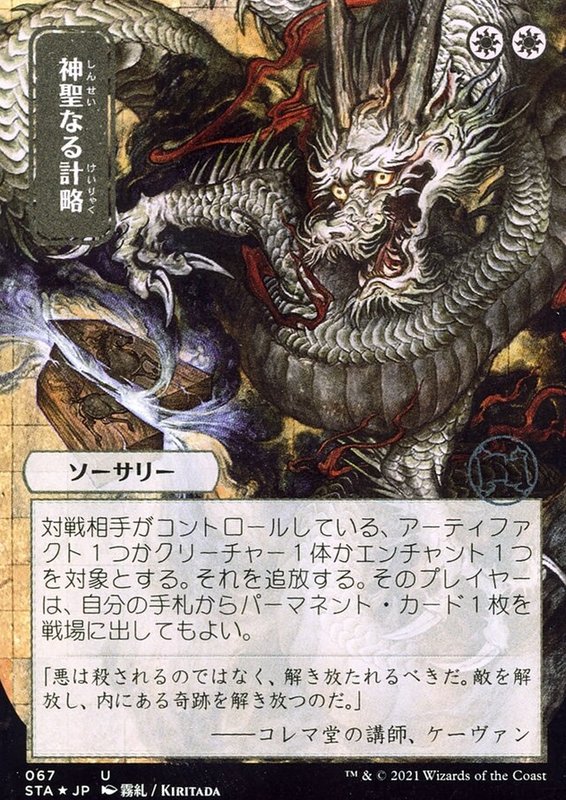 神聖なる計略
しんせい
けいりゃく
ソーサリー
対戦相手がコントロールしている、アーティファ
クト１つかクリーチャー１体かエンチャント１つ
を対象とする。それを追放する。そのプレイヤー
は、自分の手札からパーマネント・カード１枚を
戦場に出してもよい。
「悪は殺されるのではなく、解き放たれるべきだ。敵を解
放し、内にある奇跡を解き放つのだ。」
――コレマ堂の講師、ケーヴァン
067 U
STA ★ JP 霧札 / KIRITADA
™ & © 2021 Wizards of the Coast